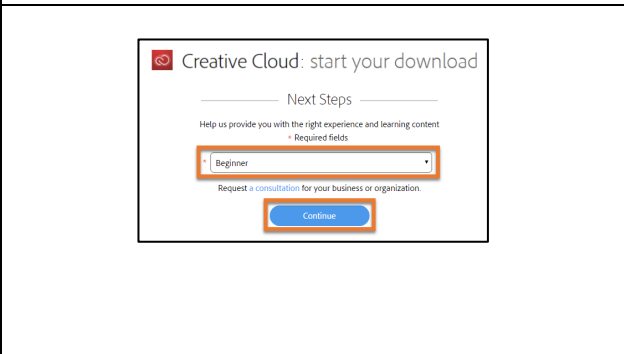 Creative Cloud: start your download
Next Steps
Help us provide you with the right experience and learning content
* Required fields
* Beginner
Request a consultation for your business or organization.
Continue